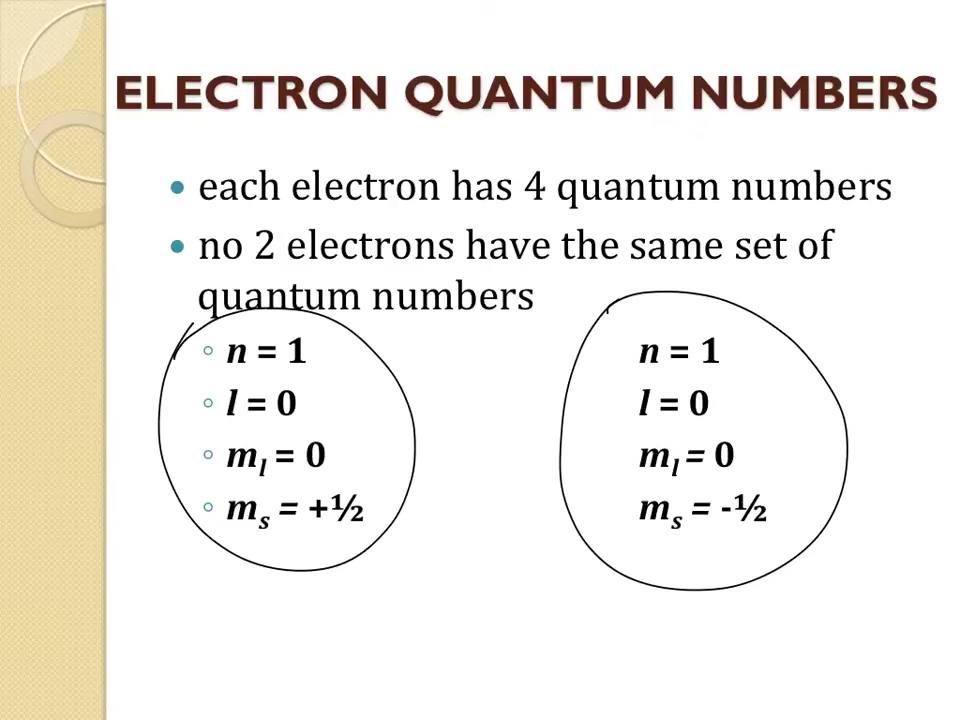 ELECTRON QUANTUM NUMBERS
• each electron has 4 quantum numbers
• no 2 electrons have the same set of
quantum numbers
◦ n = 1 n = 1
◦ l = 0 l = 0
◦ mₗ = 0 mₗ = 0
◦ mₛ = +½ mₛ = -½